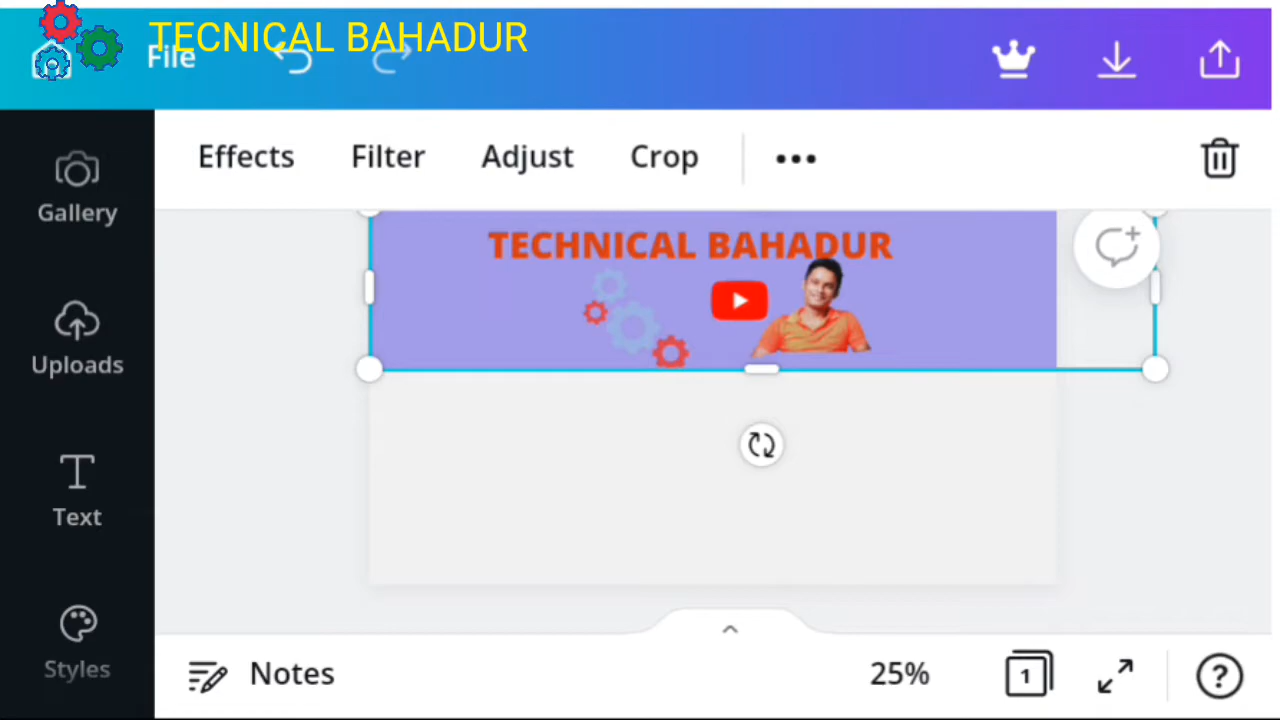 TECNICAL BAHADUR
File
Effects Filter Adjust Crop
Gallery
TECHNICAL BAHADUR
Uploads
Text
Styles
Notes 25% 1 ?